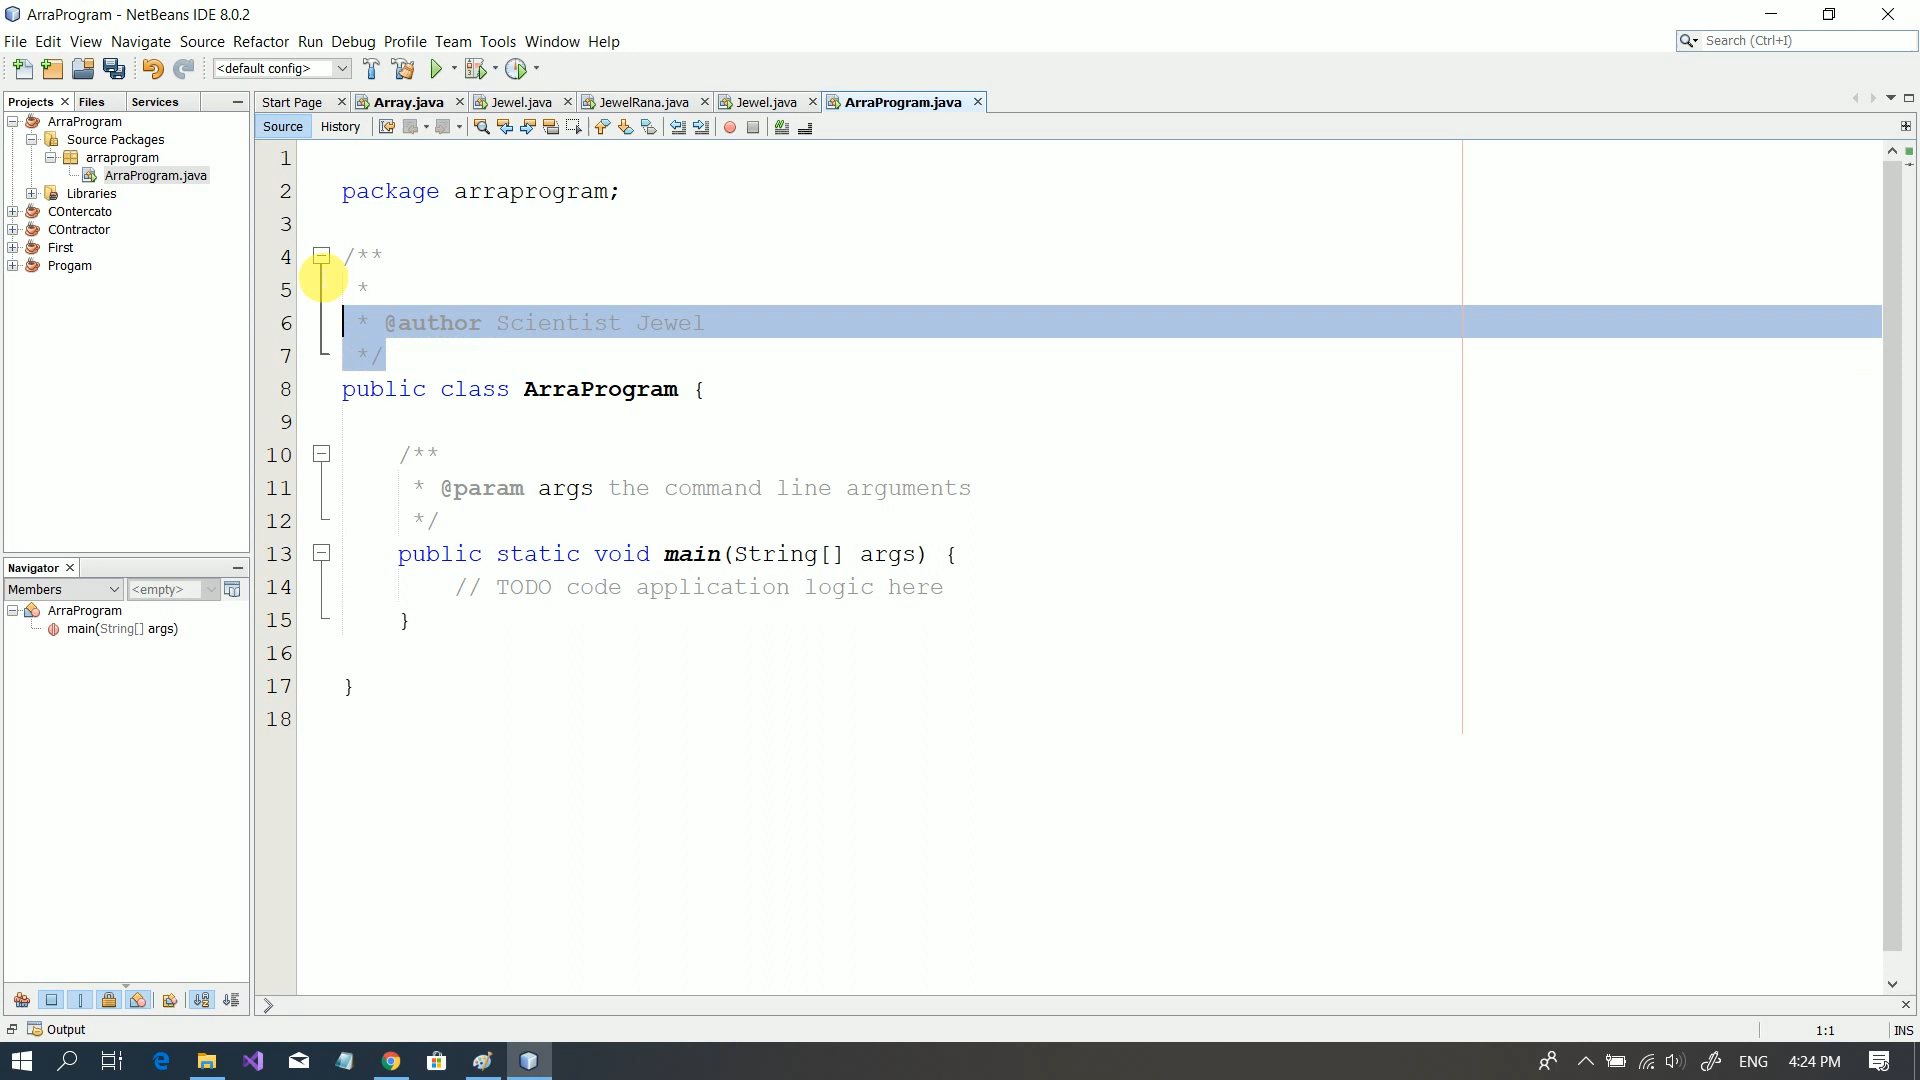 ArraProgram - NetBeans IDE 8.0.2
File Edit View Navigate Source Refactor Run Debug Profile Team Tools Window Help
Search (Ctrl+I)
<default config>
Projects Files Services
Start Page Array.java Jewel.java JewelRana.java Jewel.java ArraProgram.java
Source History
ArraProgram
Source Packages
arraprogram
ArraProgram.java
Libraries
COntercato
COntractor
First
Progam
1
2 package arraprogram;
3
4 /**
5 *
6 * @author Scientist Jewel
7 */
8 public class ArraProgram {
9
10 /**
11 * @param args the command line arguments
12 */
13 public static void main(String[] args) {
14 // TODO code application logic here
15 }
16
17 }
18
Navigator
Members <empty>
ArraProgram
main(String[] args)
Output
1:1 INS
ENG 4:24 PM